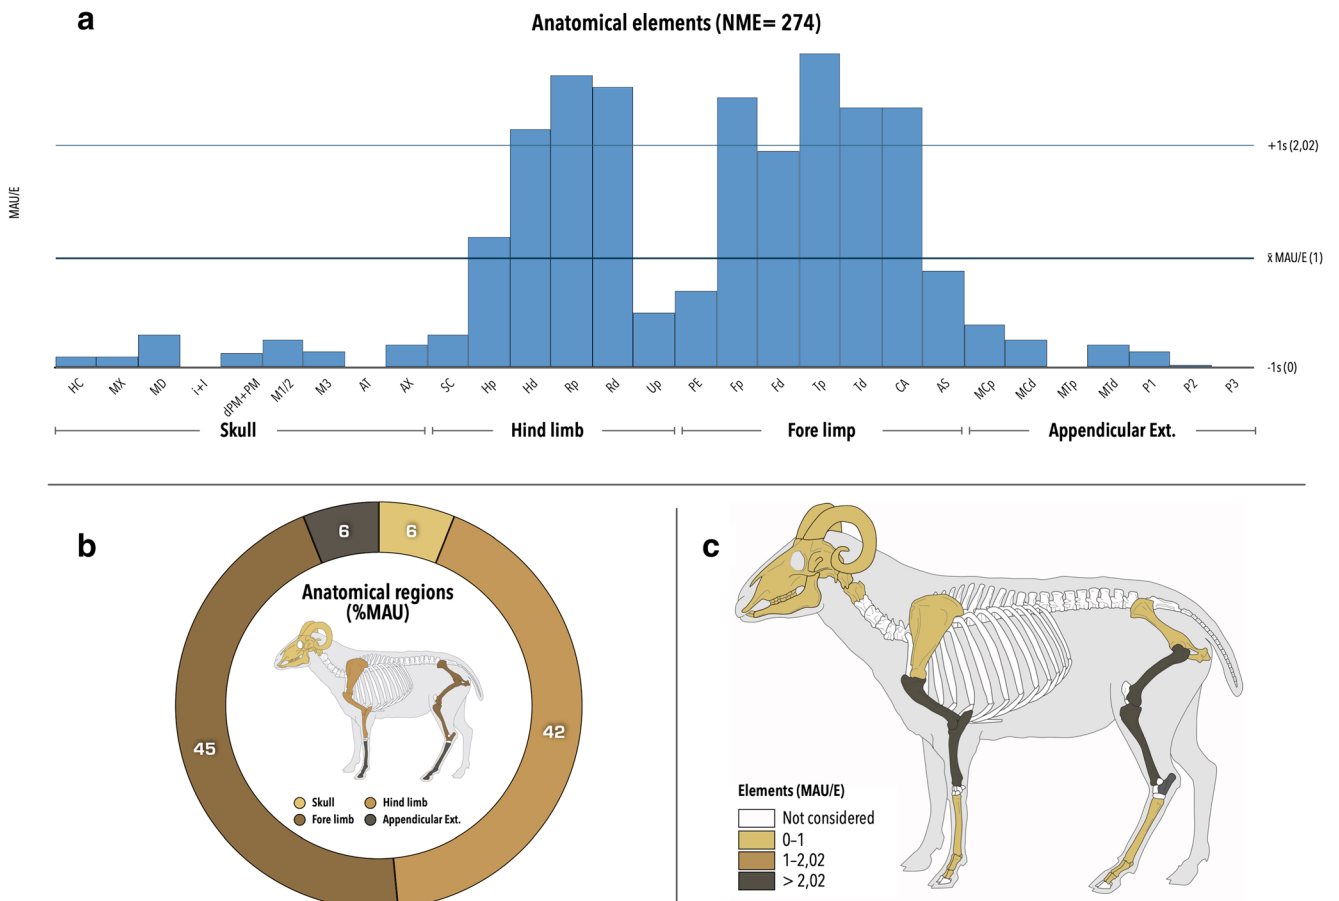 a
Anatomical elements (NME= 274)
+1s (2,02)
MAU/E
x̄ MAU/E (1)
-1s (0)
HC MX MD i+I dPM+PM M1/2 M3 AT AX SC Hp Hd Rp Rd Up PE Fp Fd Tp Td CA AS MCp MCd MTp MTd P1 P2 P3
Skull Hind limb Fore limp Appendicular Ext.
b
6 6
Anatomical regions
(%MAU)
45 42
Skull Hind limb
Fore limb Appendicular Ext.
c
Elements (MAU/E)
Not considered
0–1
1–2,02
> 2,02